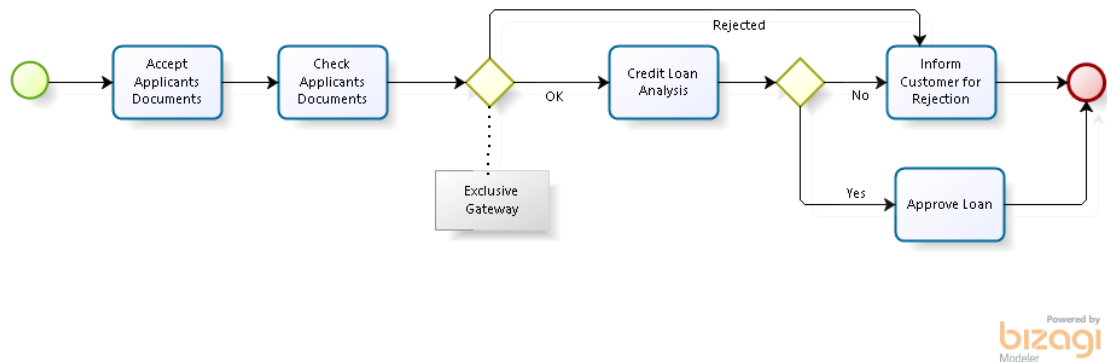 Rejected
Accept
Applicants
Documents
Check
Applicants
Documents
OK
Credit Loan
Analysis
No
Inform
Customer for
Rejection
Exclusive
Gateway
Yes
Approve Loan
Powered by
bizagi
Modeler